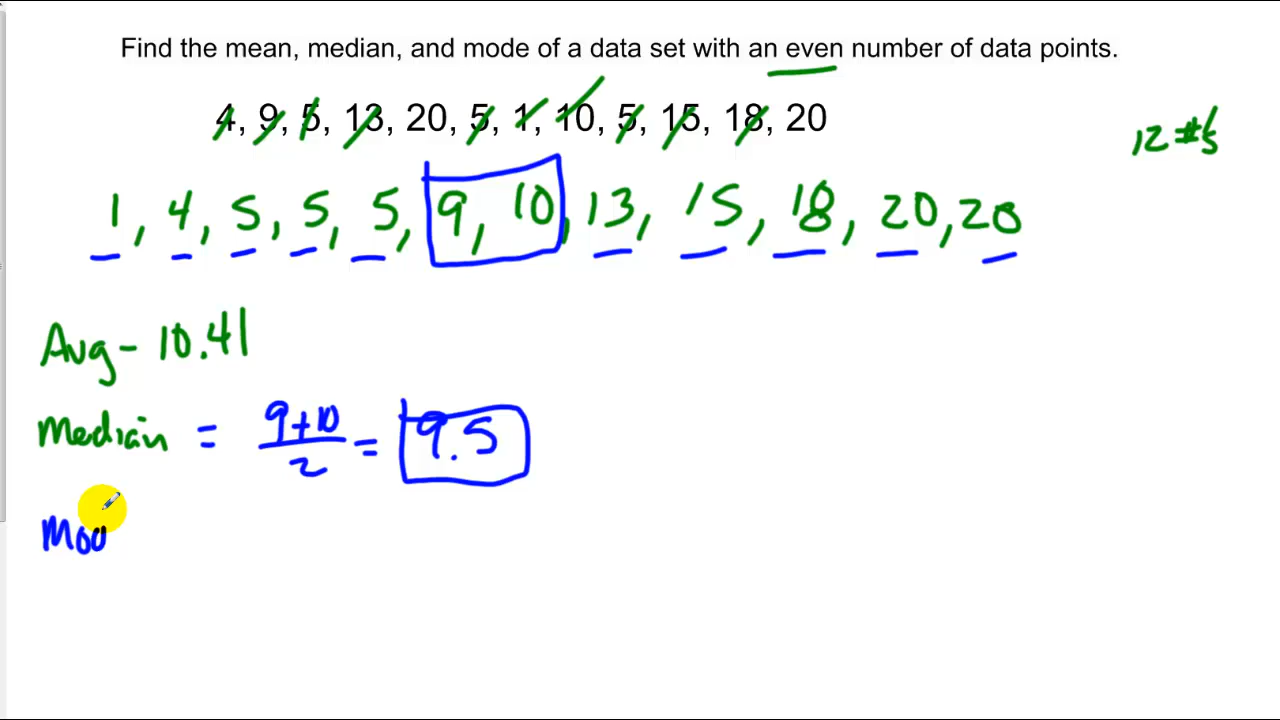 Find the mean, median, and mode of a data set with an even number of data points.
4, 9, 5, 13, 20, 5, 1, 10, 5, 15, 18, 20
12 #'s
1, 4, 5, 5, 5, 9, 10, 13, 15, 18, 20, 20
Avg - 10.41
Median = 9+10/2 = 9.5
Mod